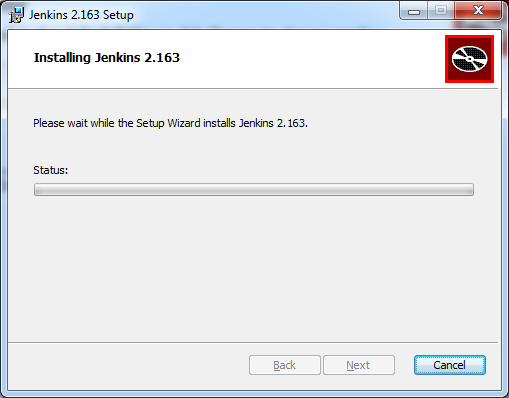 Jenkins 2.163 Setup
Installing Jenkins 2.163
Please wait while the Setup Wizard installs Jenkins 2.163.
Status:
Back
Next
Cancel